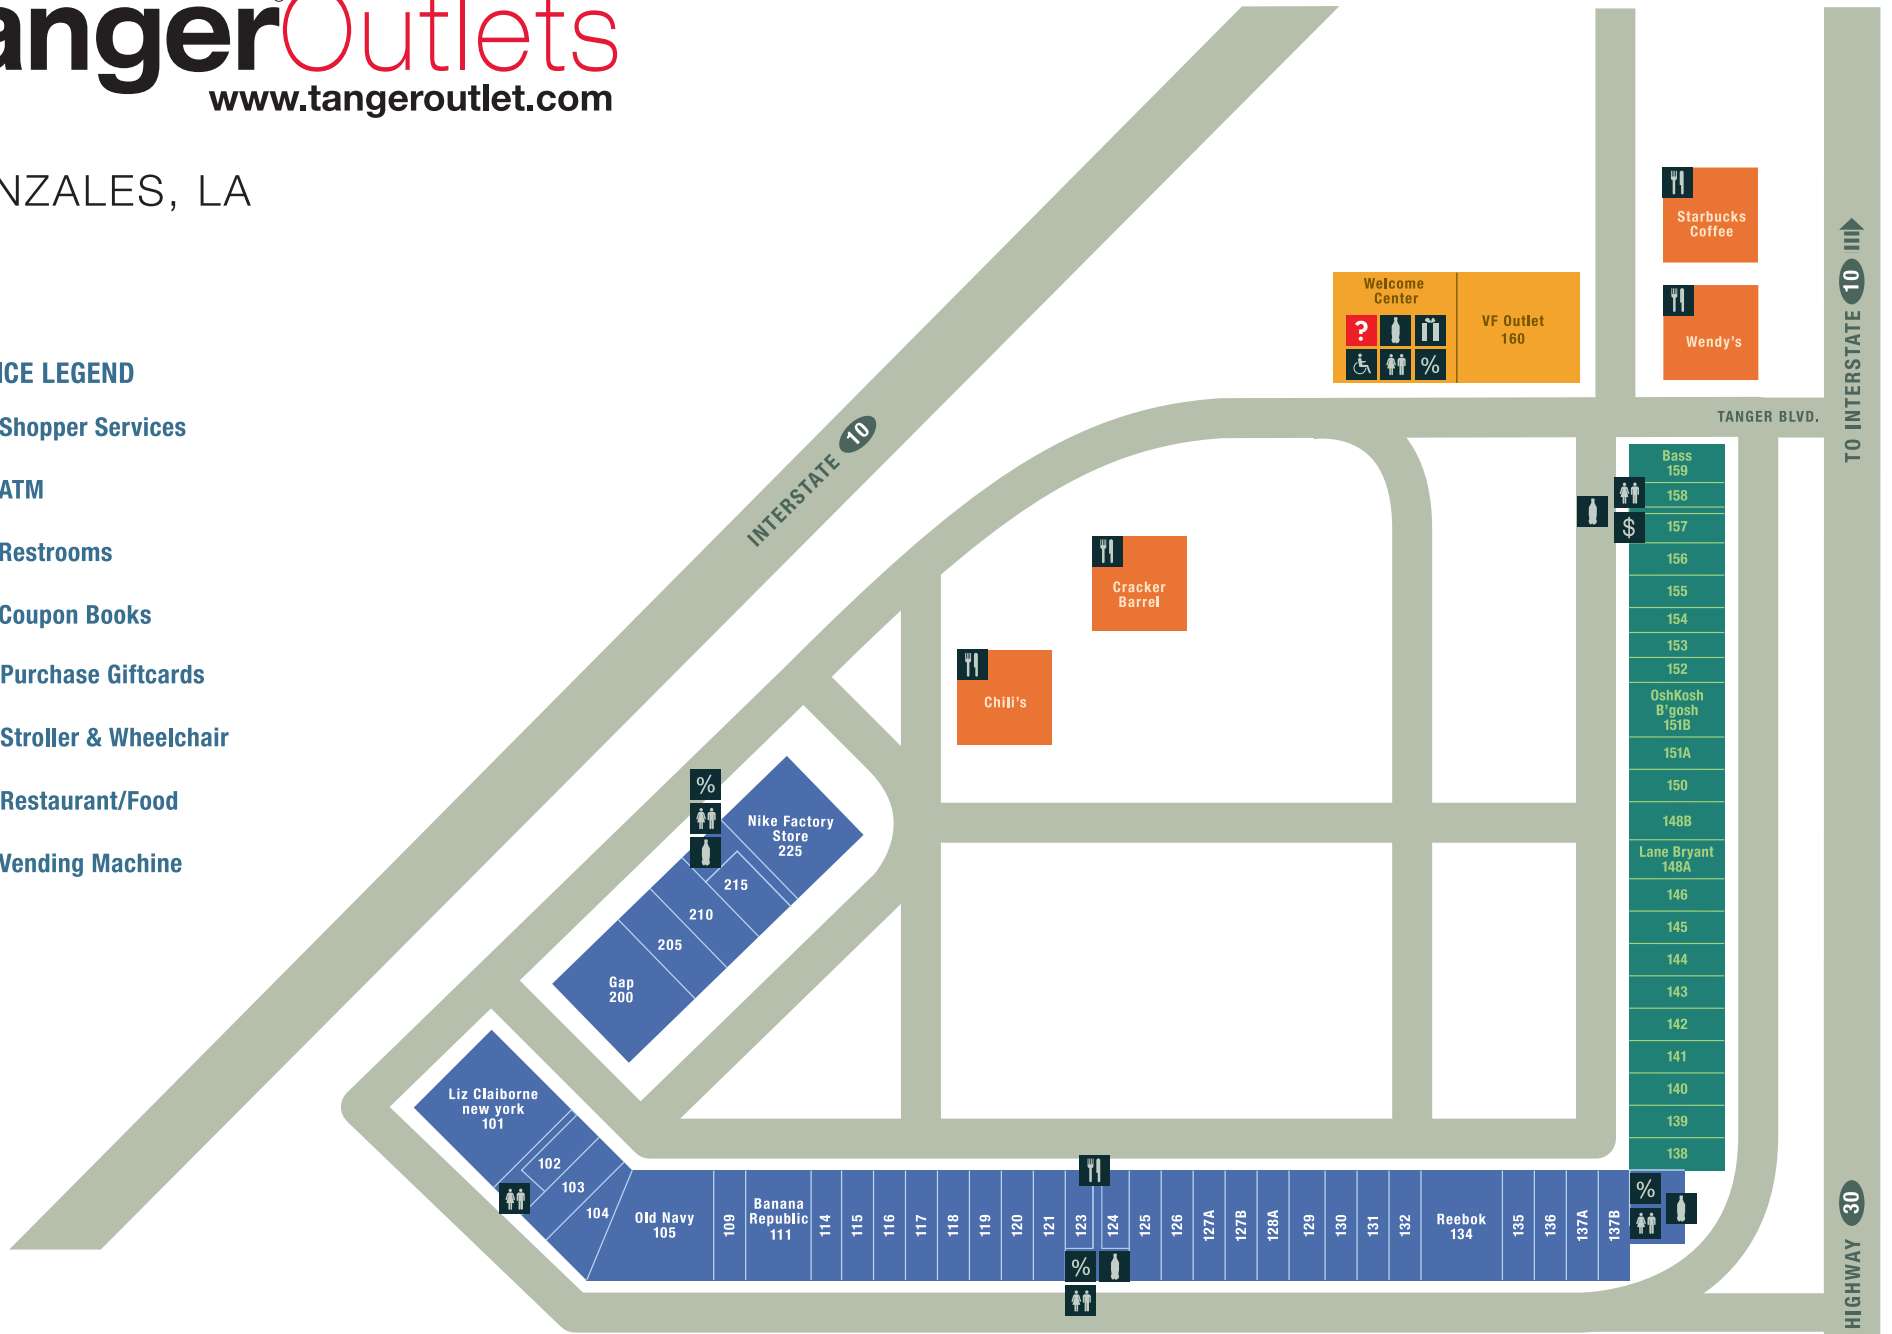 angerOutlets
www.tangeroutlet.com
NZALES, LA
ICE LEGEND
Shopper Services
ATM
Restrooms
Coupon Books
Purchase Giftcards
Stroller & Wheelchair
Restaurant/Food
Vending Machine
INTERSTATE 10
Starbucks
Coffee
Wendy's
Welcome
Center
?
%
VF Outlet
160
TANGER BLVD.
TO INTERSTATE 10
HIGHWAY 30
Cracker
Barrel
Chili's
Bass
159
158
$
157
156
155
154
153
152
OshKosh
B'gosh
151B
151A
150
148B
Lane Bryant
148A
146
145
144
143
142
141
140
139
138
%
%
Nike Factory
Store
225
215
210
205
Gap
200
Liz Claiborne
new york
101
102
103
104
Old Navy
105
109
Banana
Republic
111
114
115
116
117
118
119
120
121
123
124
125
126
127A
127B
128A
129
130
131
132
Reebok
134
135
136
137A
137B
%